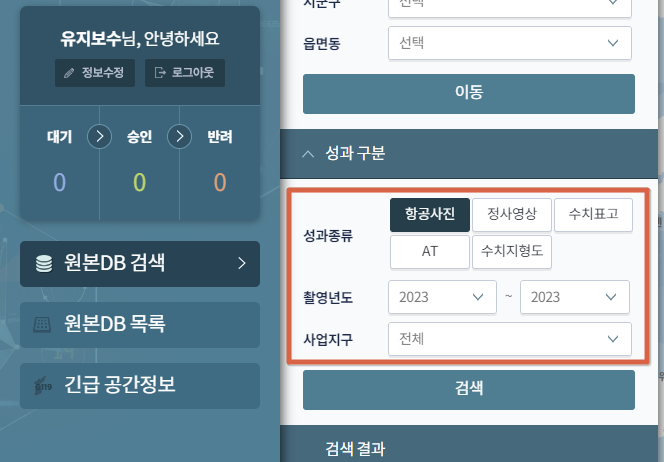 유지보수님, 안녕하세요
정보수정 로그아웃
대기 승인 반려
0 0 0
원본DB 검색
원본DB 목록
긴급 공간정보
시군구 선택
읍면동 선택
이동
성과 구분
성과종류 항공사진 정사영상 수치표고
AT 수치지형도
촬영년도 2023 ~ 2023
사업지구 전체
검색
검색 결과